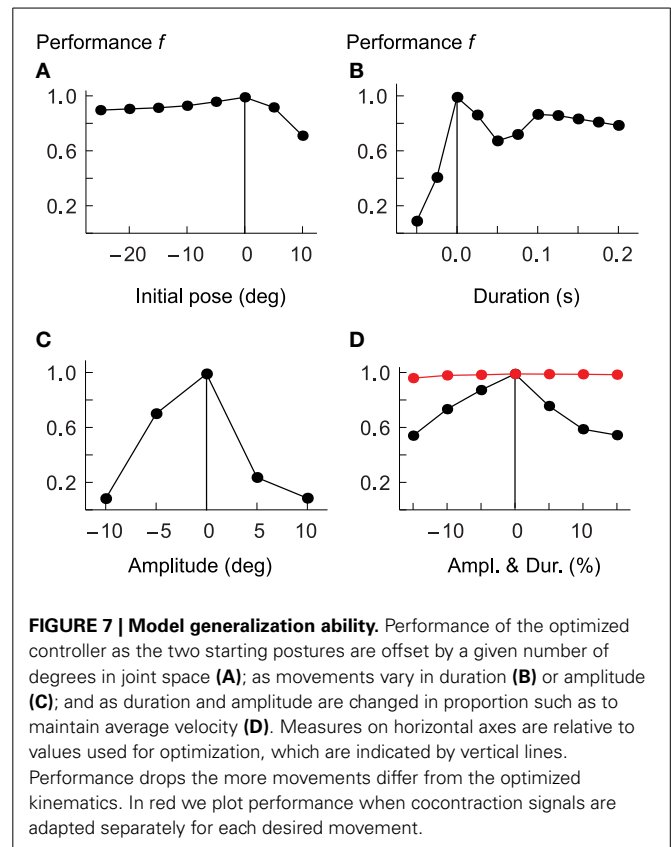 Performance f
Performance f
A
B
1.0
0.6
0.2
1.0
0.6
0.2
−20
−10
0
10
0.0
0.1
0.2
Initial pose (deg)
Duration (s)
C
D
1.0
0.6
0.2
1.0
0.6
0.2
−10
−5
0
5
10
−10
0
10
Amplitude (deg)
Ampl. & Dur. (%)
FIGURE 7 | Model generalization ability. Performance of the optimized
controller as the two starting postures are offset by a given number of
degrees in joint space (A); as movements vary in duration (B) or amplitude
(C); and as duration and amplitude are changed in proportion such as to
maintain average velocity (D). Measures on horizontal axes are relative to
values used for optimization, which are indicated by vertical lines.
Performance drops the more movements differ from the optimized
kinematics. In red we plot performance when cocontraction signals are
adapted separately for each desired movement.